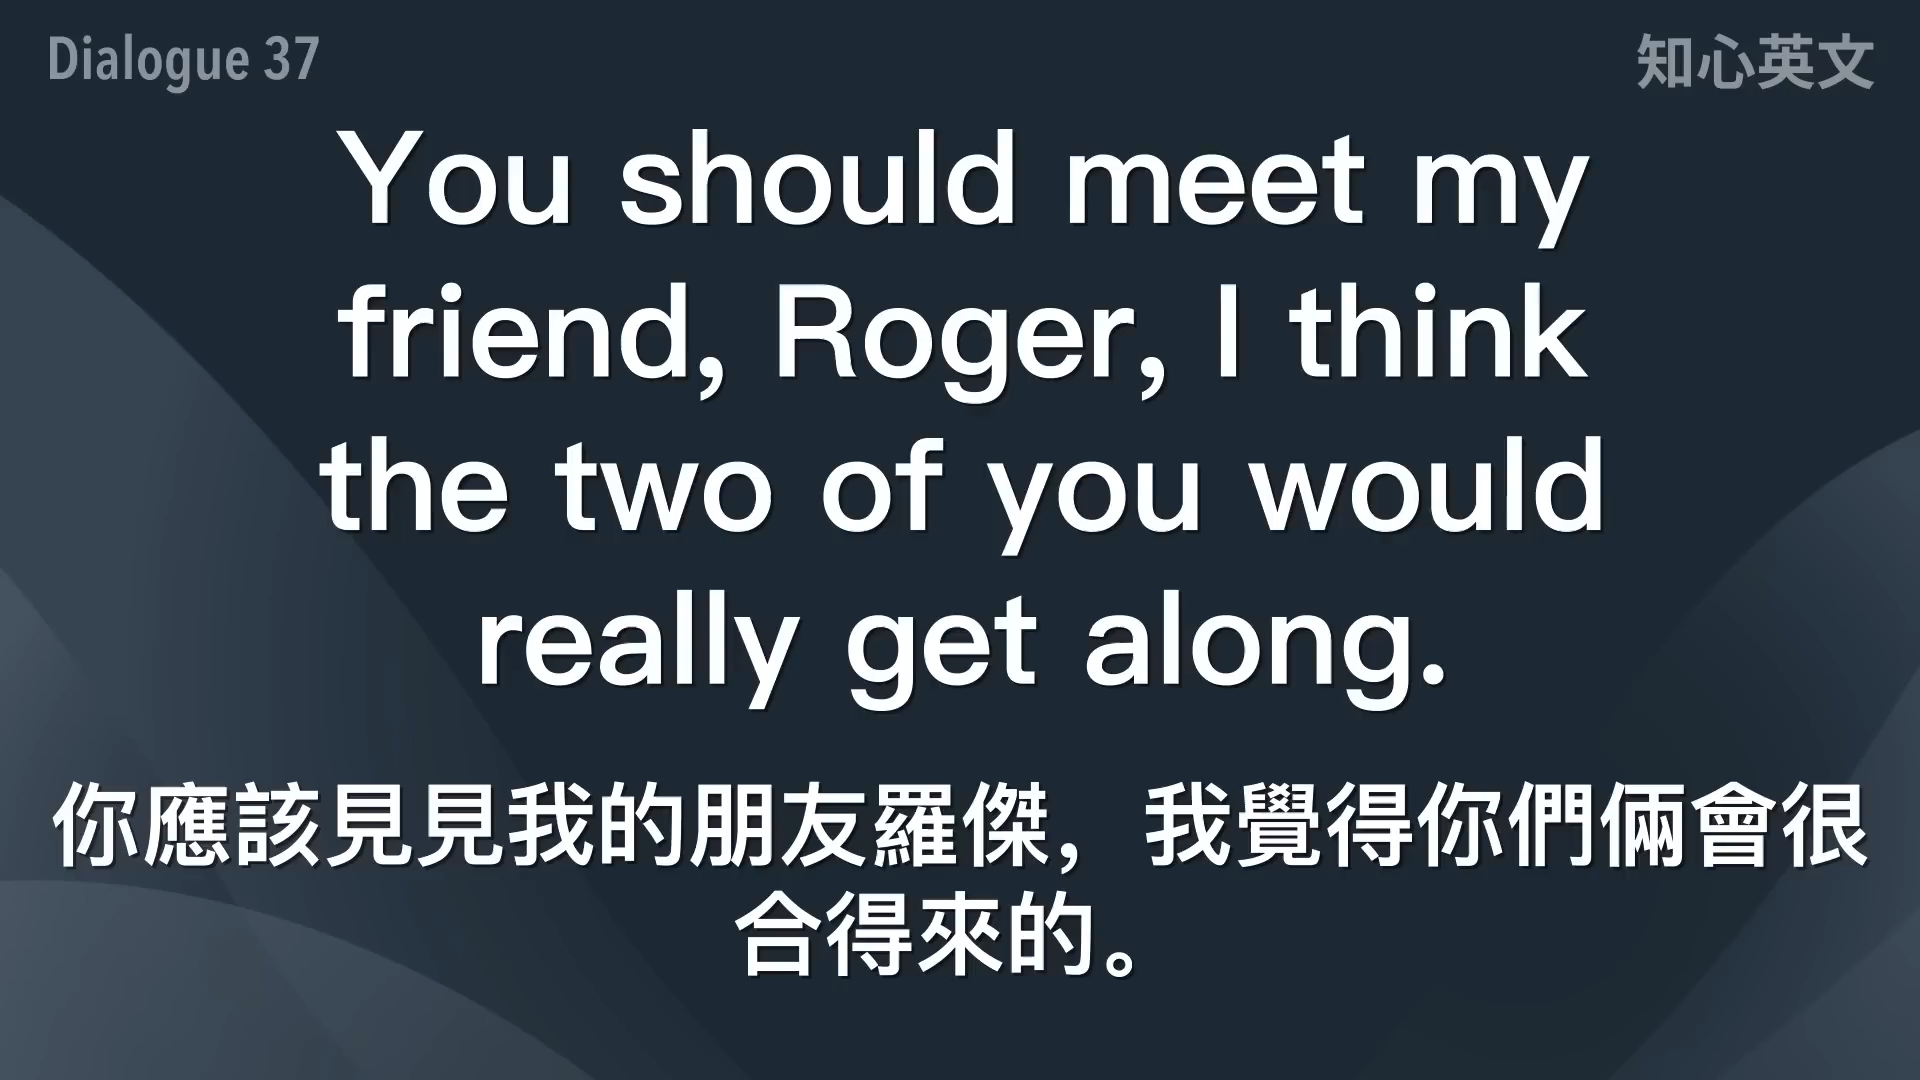 Dialogue 37
知心英文
You should meet my
friend, Roger, I think
the two of you would
really get along.
你應該見見我的朋友羅傑，我覺得你們倆會很
合得來的。